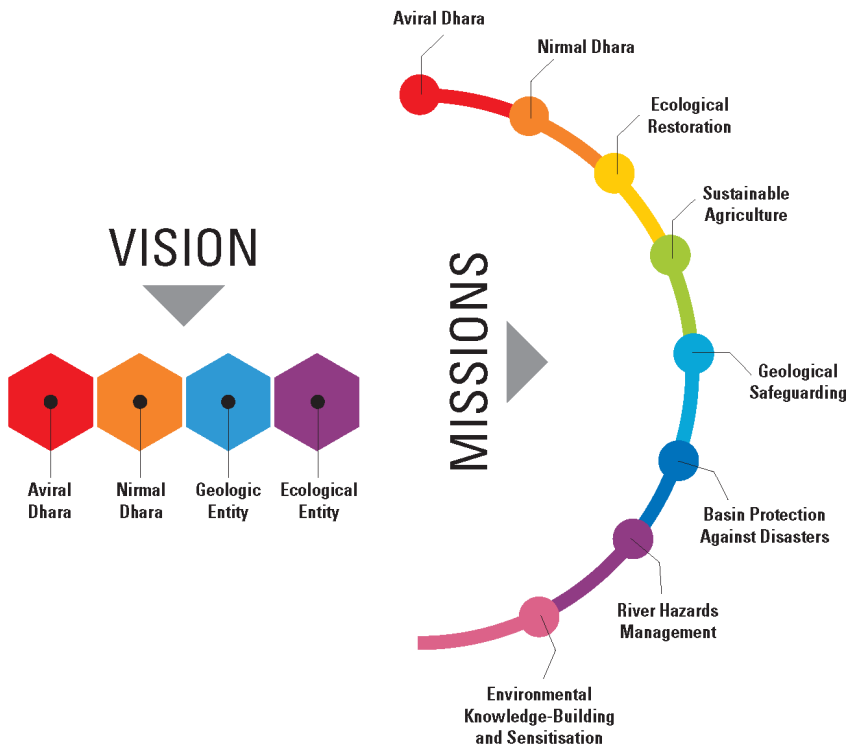 VISION
Aviral
Dhara
Nirmal
Dhara
Geologic
Entity
Ecological
Entity
MISSIONS
Aviral Dhara
Nirmal Dhara
Ecological
Restoration
Sustainable
Agriculture
Geological
Safeguarding
Basin Protection
Against Disasters
River Hazards
Management
Environmental
Knowledge-Building
and Sensitisation